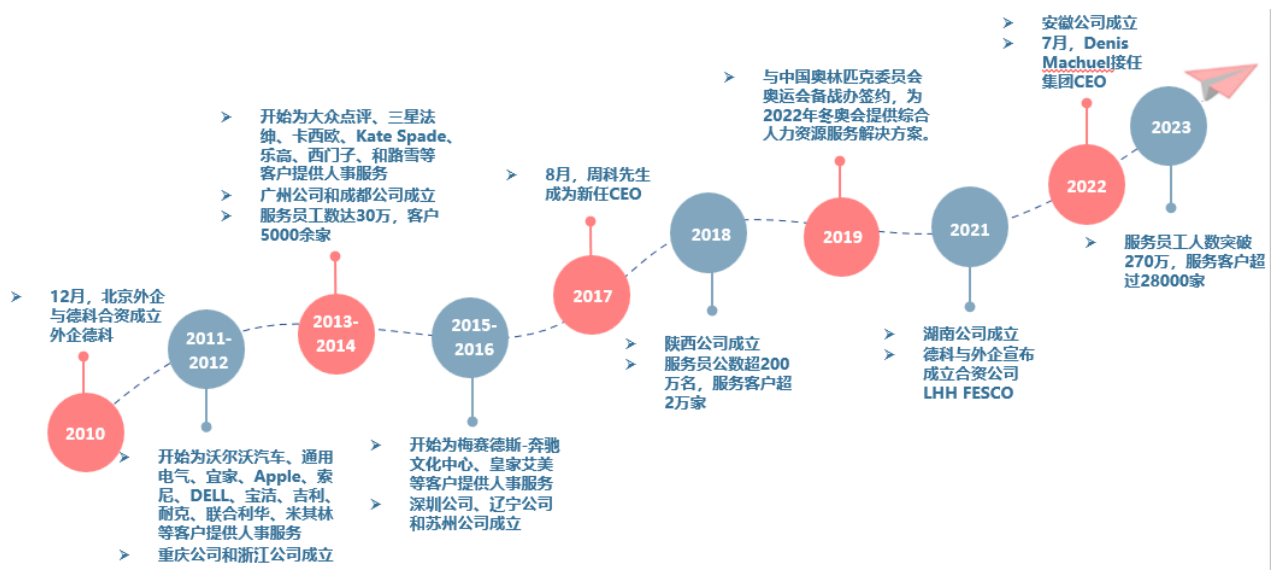 2010
12月，北京外企
与德科合资成立
外企德科
2011-
2012
开始为沃尔沃汽车、通用
电气、宜家、Apple、索
尼、DELL、宝洁、吉利、
耐克、联合利华、米其林
等客户提供人事服务
重庆公司和浙江公司成立
2013-
2014
开始为大众点评、三星法
绅、卡西欧、Kate Spade、
乐高、西门子、和路雪等
客户提供人事服务
广州公司和成都公司成立
服务员工数达30万，客户
5000余家
2015-
2016
开始为梅赛德斯-奔驰
文化中心、皇家艾美
等客户提供人事服务
深圳公司、辽宁公司
和苏州公司成立
2017
8月，周科先生
成为新任CEO
2018
陕西公司成立
服务员公数超200
万名，服务客户超
2万家
2019
与中国奥林匹克委员会
奥运会备战办签约，为
2022年冬奥会提供综合
人力资源服务解决方案。
2021
湖南公司成立
德科与外企宣布
成立合资公司
LHH FESCO
2022
安徽公司成立
7月，Denis
Machuel接任
集团CEO
2023
服务员工人数突破
270万，服务客户超
过28000家